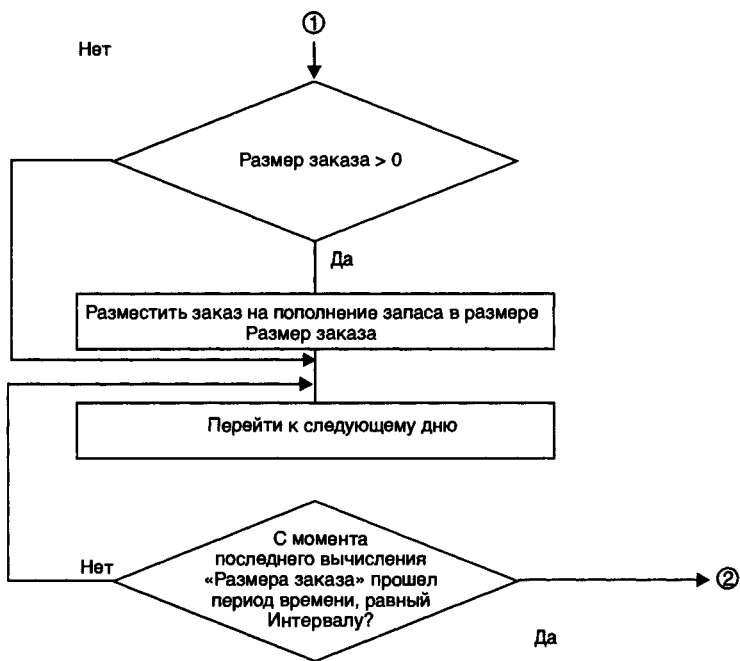 1
Нет
Размер заказа > 0
Да
Разместить заказ на пополнение запаса в размере
Размер заказа
Перейти к следующему дню
С момента
последнего вычисления
«Размера заказа» прошел
период времени, равный
Интервалу?
Нет
2
Да